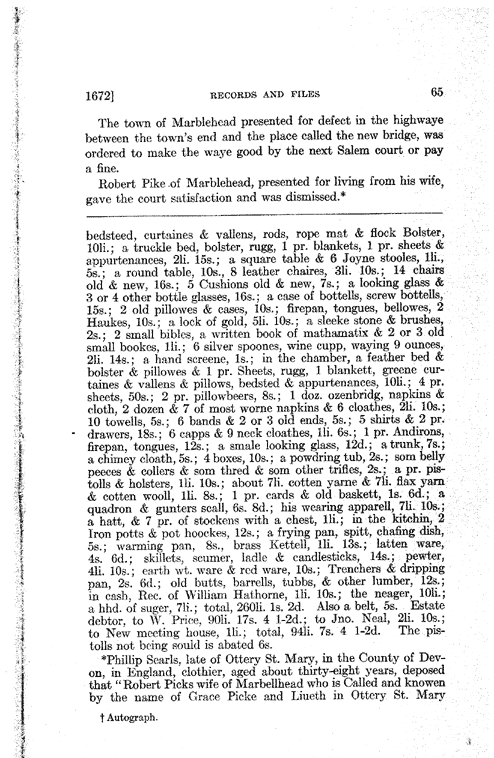 1672] RECORDS AND FILES 65
The town of Marblehead presented for defect in the highwaye
between the town's end and the place called the new bridge, was
ordered to make the waye good by the next Salem court or pay
a fine.
Robert Pike of Marblehead, presented for living from his wife,
gave the court satisfaction and was dismissed.*
bedsteed, curtaines & vallens, rods, rope mat & flock Bolster,
10li.; a truckle bed, bolster, rugg, 1 pr. blankets, 1 pr. sheets &
appurtenances, 2li. 15s.; a square table & 6 Joyne stooles, 1li.,
5s.; a round table, 10s., 8 leather chaires, 3li. 10s.; 14 chairs
old & new, 16s.; 5 Cushions old & new, 7s.; a looking glass &
3 or 4 other bottle glasses, 16s.; a case of bottells, screw bottells,
15s.; 2 old pillowes & cases, 10s.; firepan, tongues, bellowes, 2
Haukes, 10s.; a lock of gold, 5li. 10s.; a sleeke stone & brushes,
2s.; 2 small bibles, a written book of mathamatix & 2 or 3 old
small bookes, 1li.; 6 silver spoones, wine cupp, waying 9 ounces,
2li. 14s.; a hand screene, 1s.; in the chamber, a feather bed &
bolster & pillowes & 1 pr. Sheets, rugg, 1 blankett, greene cur-
taines & vallens & pillows, bedsted & appurtenances, 10li.; 4 pr.
sheets, 50s.; 2 pr. pillowbeers, 8s.; 1 doz. ozenbridg, napkins &
cloth, 2 dozen & 7 of most worne napkins & 6 cloathes, 2li. 10s.;
10 towells, 5s.; 6 bands & 2 or 3 old ends, 5s.; 5 shirts & 2 pr.
drawers, 18s.; 6 capps & 9 neck cloathes, 1li. 6s.; 1 pr. Andirons,
firepan, tongues, 12s.; a smale looking glass, 12d.; a trunk, 7s.;
a chimey cloath, 5s.; 4 boxes, 10s.; a powdring tub, 2s.; som belly
peeces & collers & som thred & som other trifles, 2s.; a pr. pis-
tolls & holsters, 1li. 10s.; about 7li. cotten yarne & 7li. flax yarn
& cotten wooll, 1li. 8s.; 1 pr. cards & old baskett, 1s. 6d.; a
quadron & gunters scall, 6s. 8d.; his wearing apparell, 7li. 10s.;
a hatt, & 7 pr. of stockens with a chest, 1li.; in the kitchin, 2
Iron potts & pot hoockes, 12s.; a frying pan, spitt, chafing dish,
5s.; warming pan, 8s., brass Kettell, 1li. 13s.; latten ware,
4s. 6d.; skillets, scumer, ladle & candlesticks, 14s.; pewter,
4li. 10s.; earth wt. ware & red ware, 10s.; Trenchers & dripping
pan, 2s. 6d.; old butts, barrells, tubbs, & other lumber, 12s.;
in cash, Rec. of William Hathorne, 1li. 10s.; the neager, 10li.;
a hhd. of suger, 7li.; total, 260li. 1s. 2d. Also a belt, 5s. Estate
debtor, to W. Price, 90li. 17s. 4 1-2d.; to Jno. Neal, 2li. 10s.;
to New meeting house, 1li.; total, 94li. 7s. 4 1-2d. The pis-
tolls not being sould is abated 6s.
*Phillip Searls, late of Ottery St. Mary, in the County of Dev-
on, in England, clothier, aged about thirty-eight years, deposed
that "Robert Picks wife of Marbellhead who is Called and knowen
by the name of Grace Picke and Liueth in Ottery St. Mary
† Autograph.